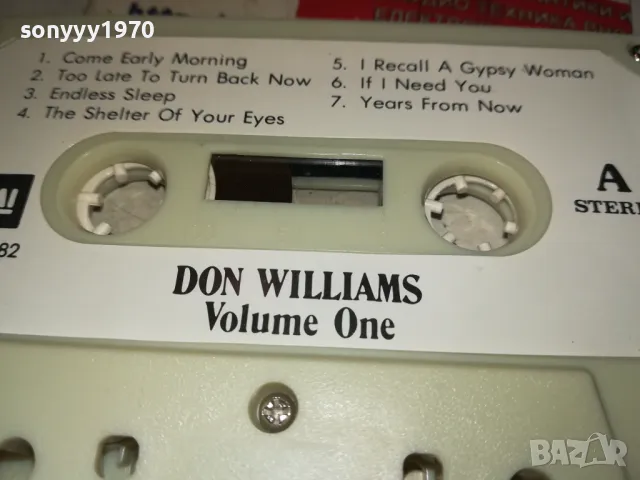 sonyyy1970
1. Come Early Morning
2. Too Late To Turn Back Now
3. Endless Sleep
4. The Shelter Of Your Eyes
5. I Recall A Gypsy Woman
6. If I Need You
7. Years From Now
A
STERE
82
DON WILLIAMS
Volume One
BAZAR
bg